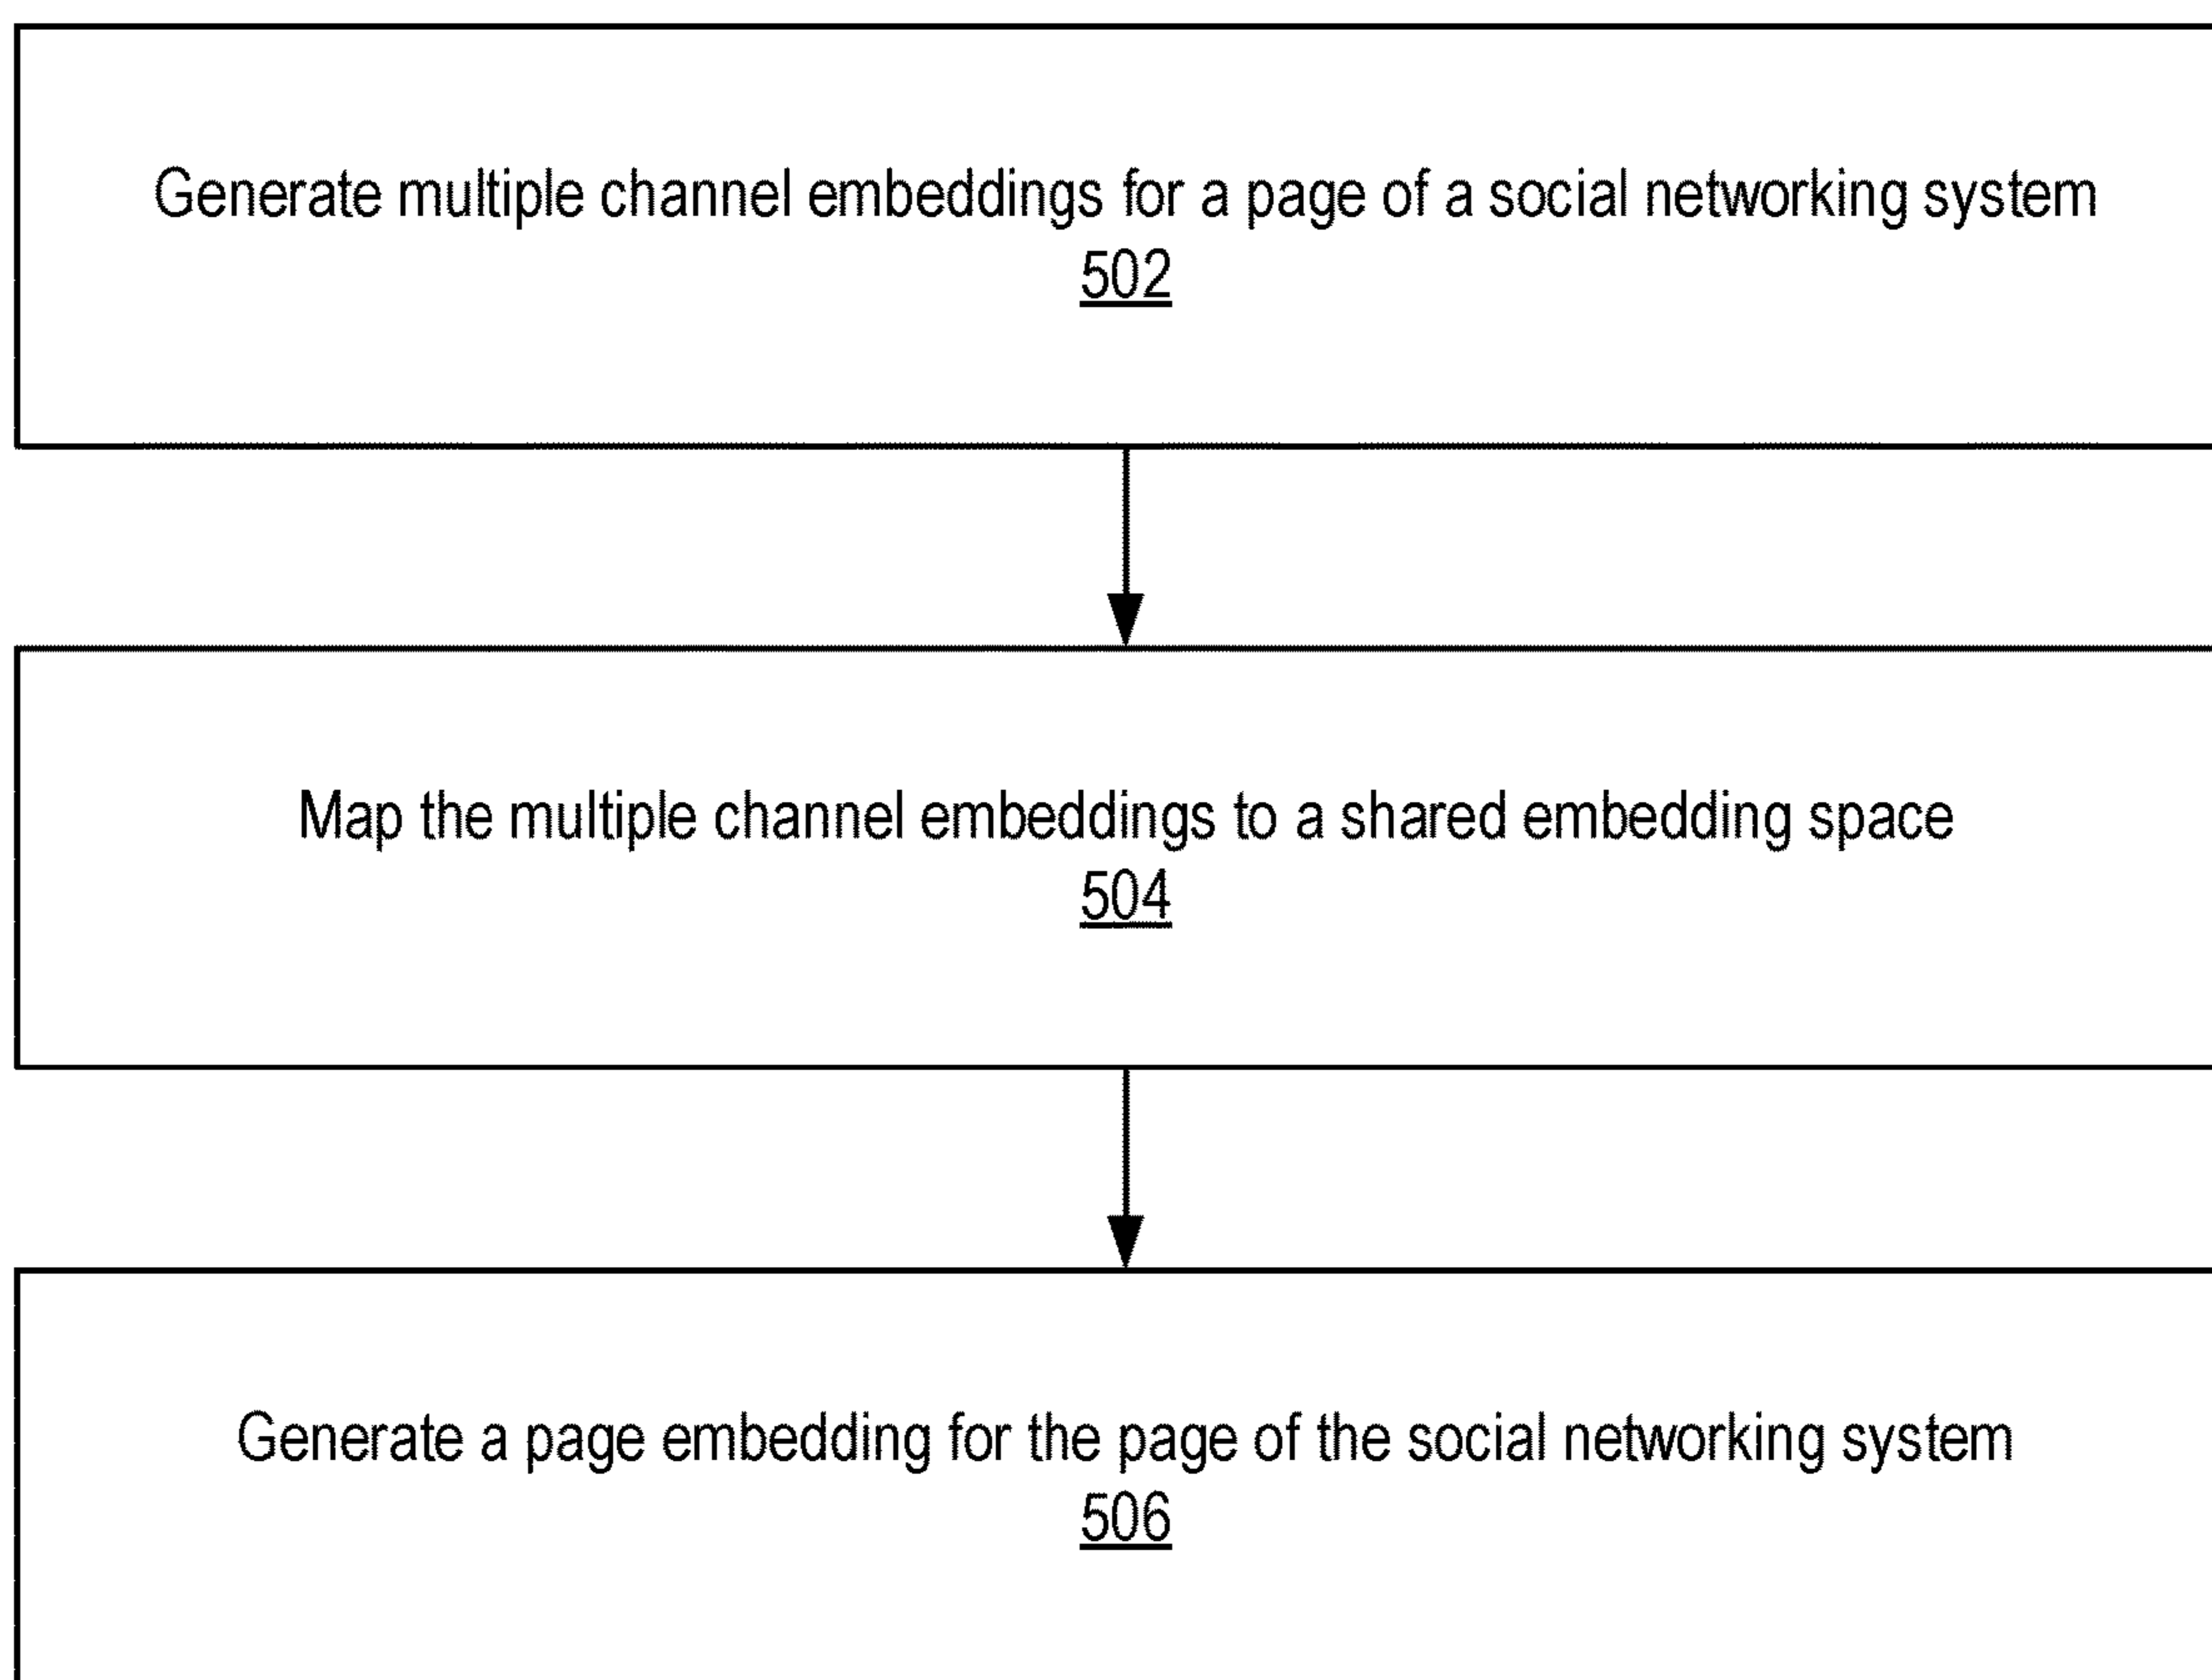 Generate multiple channel embeddings for a page of a social networking system
502
Map the multiple channel embeddings to a shared embedding space
504
Generate a page embedding for the page of the social networking system
506